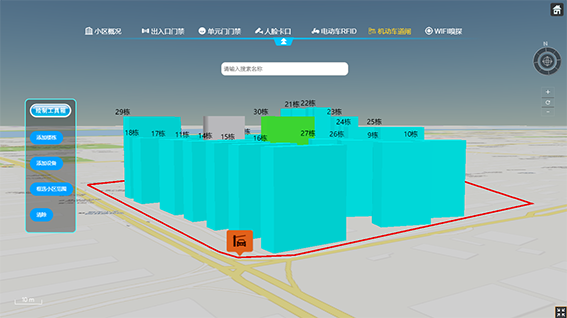 小区概况 出入口门禁 单元门门禁 人脸卡口 电动车RFID 机动车道闸 WIFI嗅探
请输入搜索名称
绘制工具箱
添加楼栋
添加设备
框选小区范围
清除
29栋 30栋 21栋 22栋 23栋
24栋 25栋
18栋 17栋 11栋 14栋 15栋 16栋 27栋 26栋 9栋 10栋
10 m